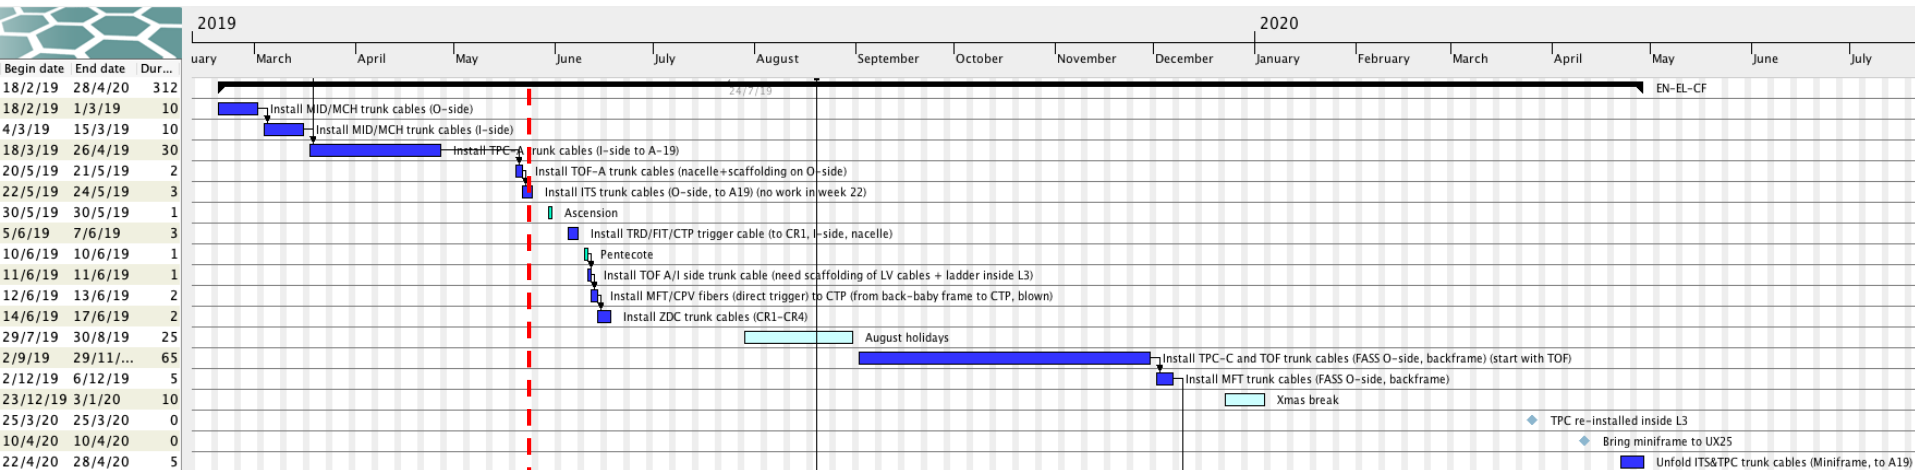 2019 2020
uary March April May June July August September October November December January February March April May June July
Begin date End date Dur...
18/2/19 28/4/20 312 24/7/19 EN-EL-CF
18/2/19 1/3/19 10 Install MID/MCH trunk cables (O-side)
4/3/19 15/3/19 10 Install MID/MCH trunk cables (I-side)
18/3/19 26/4/19 30 Install TPC-A runk cables (I-side to A-19)
20/5/19 21/5/19 2 Install TOF-A trunk cables (nacelle+scaffolding on O-side)
22/5/19 24/5/19 3 Install ITS trunk cables (O-side, to A19) (no work in week 22)
30/5/19 30/5/19 1 Ascension
5/6/19 7/6/19 3 Install TRD/FIT/CTP trigger cable (to CR1, I-side, nacelle)
10/6/19 10/6/19 1 Pentecote
11/6/19 11/6/19 1 Install TOF A/I side trunk cable (need scaffolding of LV cables + ladder inside L3)
12/6/19 13/6/19 2 Install MFT/CPV fibers (direct trigger) to CTP (from back-baby frame to CTP, blown)
14/6/19 17/6/19 2 Install ZDC trunk cables (CR1-CR4)
29/7/19 30/8/19 25 August holidays
2/9/19 29/11/... 65 Install TPC-C and TOF trunk cables (FASS O-side, backframe) (start with TOF)
2/12/19 6/12/19 5 Install MFT trunk cables (FASS O-side, backframe)
23/12/19 3/1/20 10 Xmas break
25/3/20 25/3/20 0 TPC re-installed inside L3
10/4/20 10/4/20 0 Bring miniframe to UX25
22/4/20 28/4/20 5 Unfold ITS&TPC trunk cables (Miniframe, to A19)